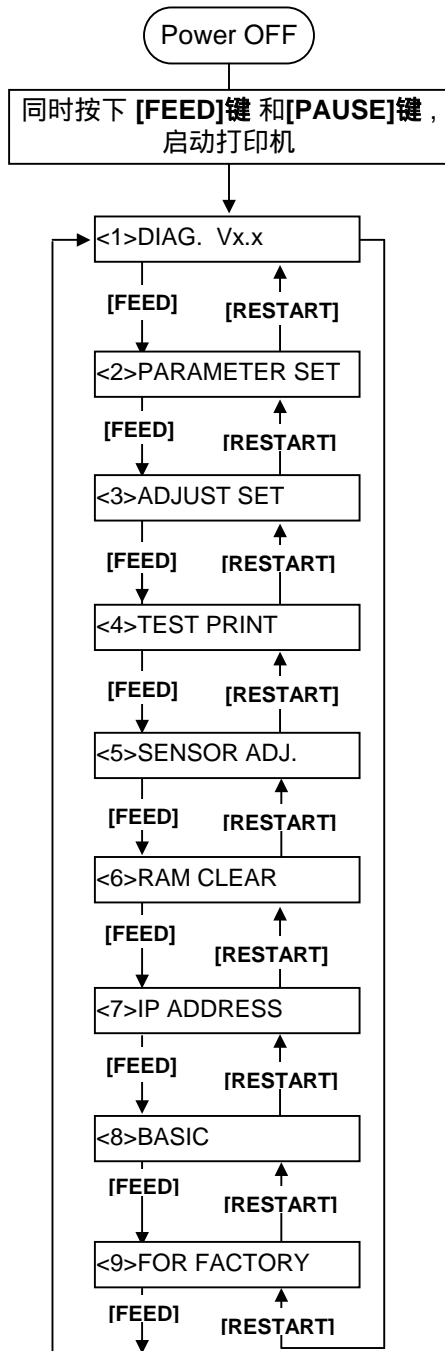 Power OFF
同时按下 [FEED]键 和[PAUSE]键 ,
启动打印机
<1>DIAG. Vx.x
[FEED] [RESTART]
<2>PARAMETER SET
[FEED] [RESTART]
<3>ADJUST SET
[FEED] [RESTART]
<4>TEST PRINT
[FEED] [RESTART]
<5>SENSOR ADJ.
[FEED] [RESTART]
<6>RAM CLEAR
[FEED] [RESTART]
<7>IP ADDRESS
[FEED] [RESTART]
<8>BASIC
[FEED] [RESTART]
<9>FOR FACTORY
[FEED] [RESTART]